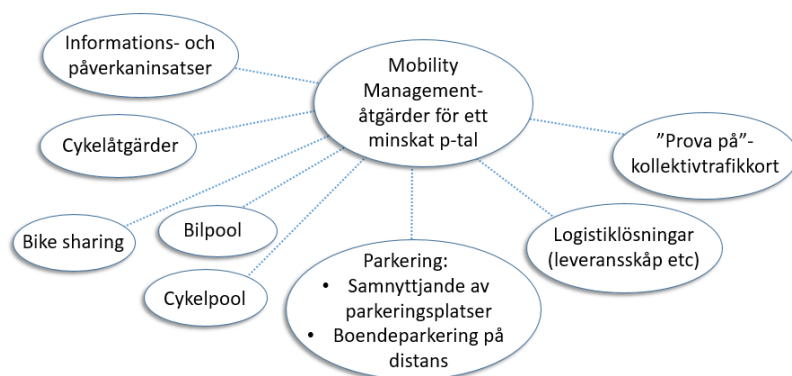 Informations- och
påverkaninsatser
Mobility
Management-
åtgärder för ett
minskat p-tal
Cykelåtgärder
”Prova på”-
kollektivtrafikkort
Bike sharing
Bilpool
Logistiklösningar
(leveransskåp etc)
Cykelpool
Parkering:
• Samnyttjande av
parkeringsplatser
• Boendeparkering på
distans